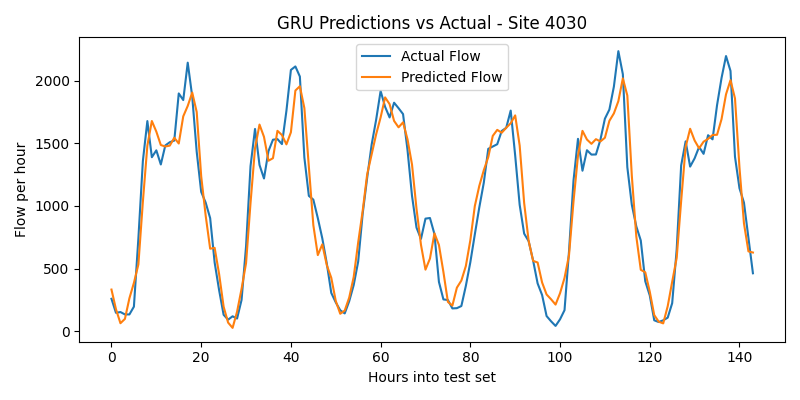 GRU Predictions vs Actual - Site 4030
Actual Flow
Predicted Flow
Flow per hour
2000
1500
1000
500
0
0 20 40 60 80 100 120 140
Hours into test set